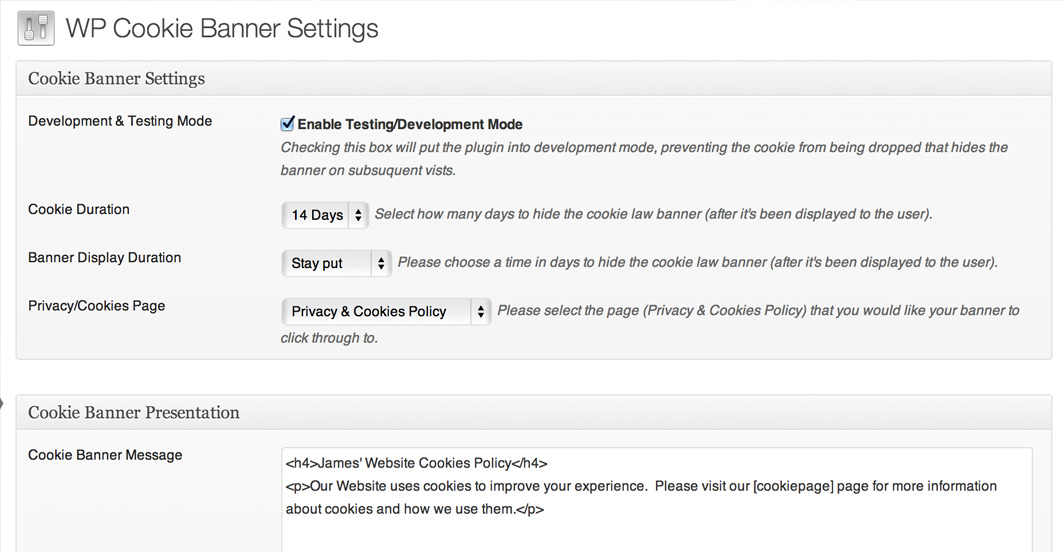 WP Cookie Banner Settings
Cookie Banner Settings
Development & Testing Mode
Enable Testing/Development Mode
Checking this box will put the plugin into development mode, preventing the cookie from being dropped that hides the
banner on subsuquent vists.
Cookie Duration
14 Days Select how many days to hide the cookie law banner (after it's been displayed to the user).
Banner Display Duration
Stay put Please choose a time in days to hide the cookie law banner (after it's been displayed to the user).
Privacy/Cookies Page
Privacy & Cookies Policy Please select the page (Privacy & Cookies Policy) that you would like your banner to
click through to.
Cookie Banner Presentation
Cookie Banner Message
<h4>James' Website Cookies Policy</h4>
<p>Our Website uses cookies to improve your experience.  Please visit our [cookiepage] page for more information
about cookies and how we use them.</p>